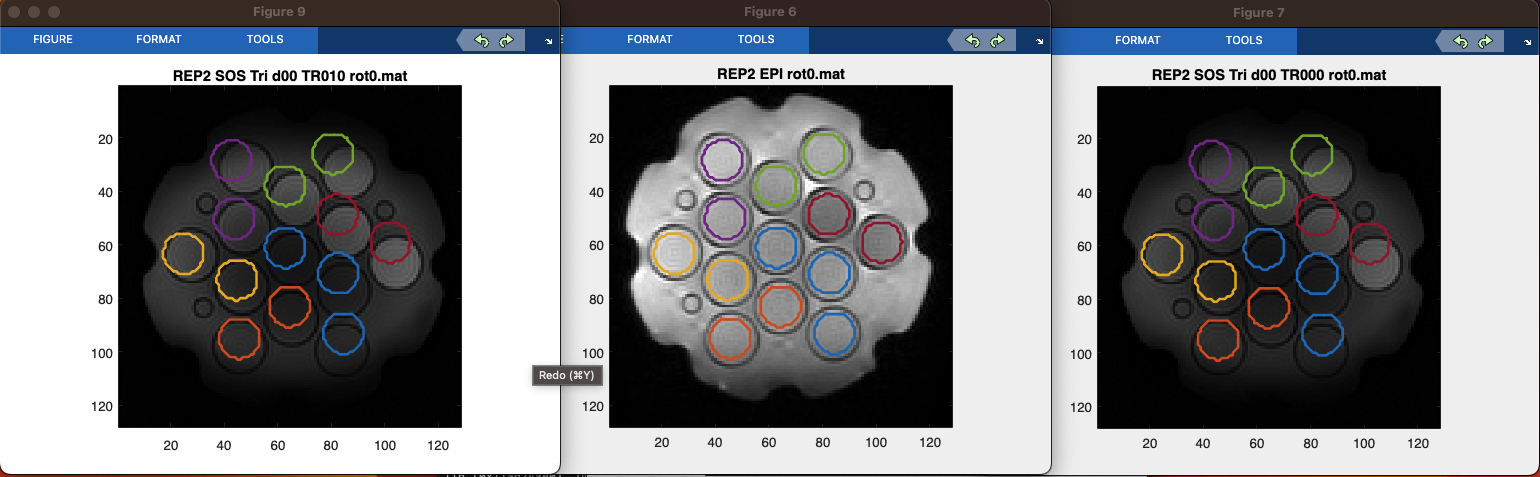 Figure 9
FIGURE FORMAT TOOLS
REP2 SOS Tri d00 TR010 rot0.mat
20
40
60
80
100
120
20 40 60 80 100 120
Figure 6
E FORMAT TOOLS
REP2 EPI rot0.mat
20
40
60
80
100
120
20 40 60 80 100 120
Redo (⌘Y)
Figure 7
FORMAT TOOLS
REP2 SOS Tri d00 TR000 rot0.mat
20
40
60
80
100
120
20 40 60 80 100 120